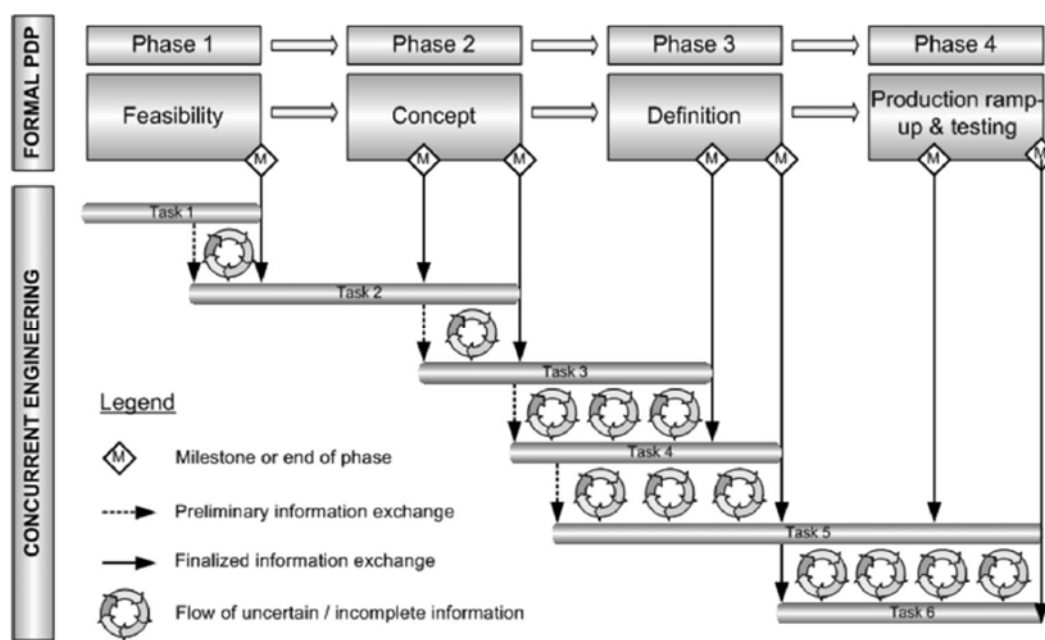 FORMAL PDP
Phase 1
Phase 2
Phase 3
Phase 4
Feasibility
Concept
Definition
Production ramp-
up & testing
M
M
M
M
M
M
M
CONCURRENT ENGINEERING
Task 1
Task 2
Task 3
Task 4
Task 5
Task 6
Legend
M
Milestone or end of phase
Preliminary information exchange
Finalized information exchange
Flow of uncertain / incomplete information